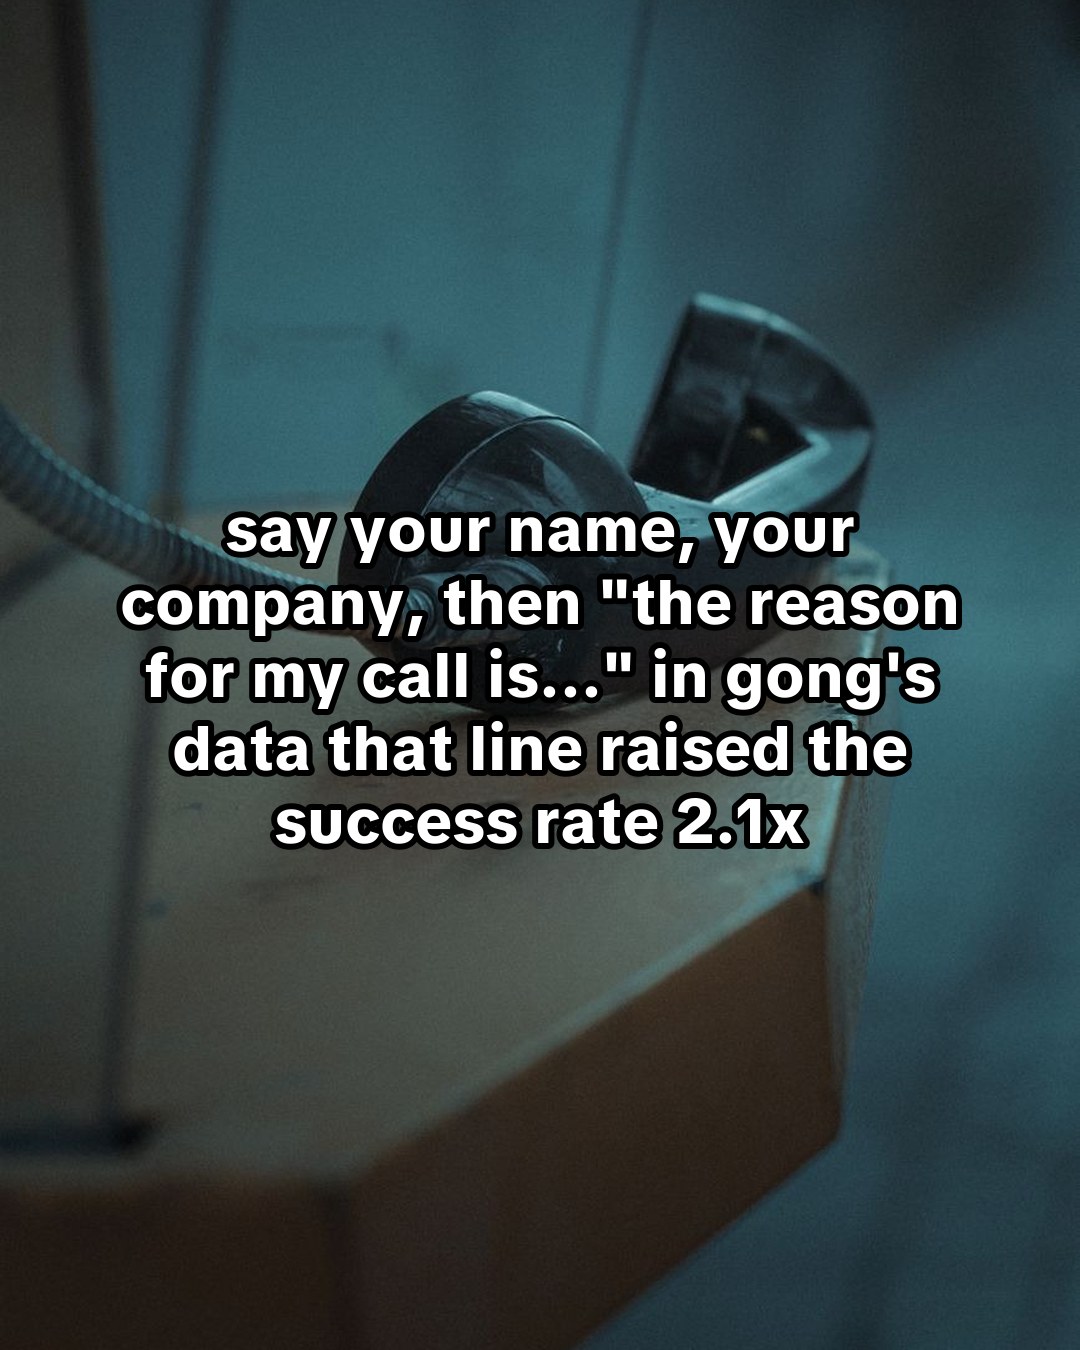 say your name, your
company, then "the reason
for my call is..." in gong's
data that line raised the
success rate 2.1x